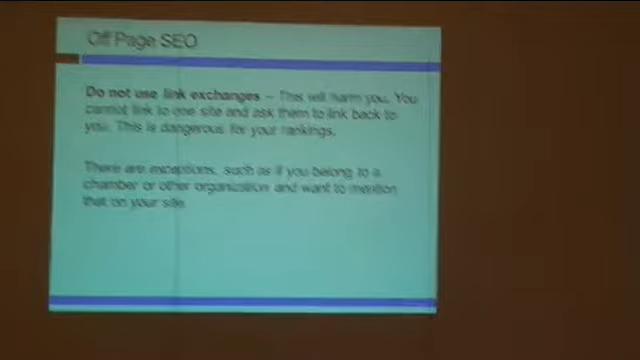 Off Page SEO
Do not use link exchanges – This will harm you. You
cannot link to one site and ask them to link back to
you. This is dangerous for your rankings.
There are exceptions, such as if you belong to a
chamber or other organization and want to mention
that on your site.